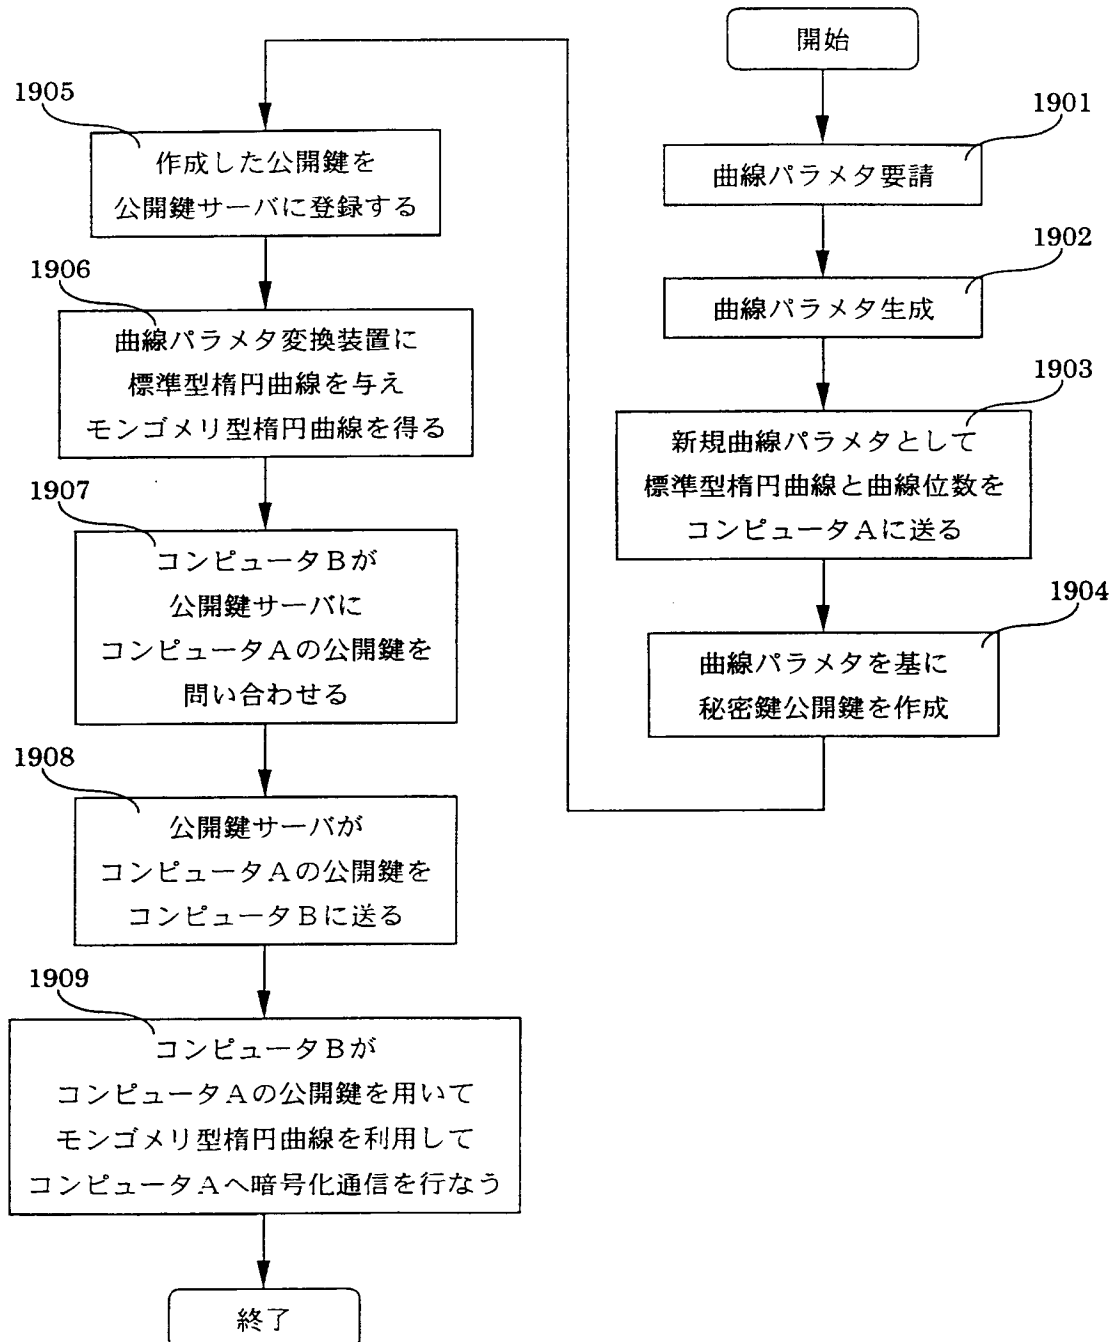 開始
1901
曲線パラメタ要請
1902
曲線パラメタ生成
1903
新規曲線パラメタとして
標準型楕円曲線と曲線位数を
コンピュータAに送る
1904
曲線パラメタを基に
秘密鍵公開鍵を作成
1905
作成した公開鍵を
公開鍵サーバに登録する
1906
曲線パラメタ変換装置に
標準型楕円曲線を与え
モンゴメリ型楕円曲線を得る
1907
コンピュータBが
公開鍵サーバに
コンピュータAの公開鍵を
問い合わせる
1908
公開鍵サーバが
コンピュータAの公開鍵を
コンピュータBに送る
1909
コンピュータBが
コンピュータAの公開鍵を用いて
モンゴメリ型楕円曲線を利用して
コンピュータAへ暗号化通信を行なう
終了